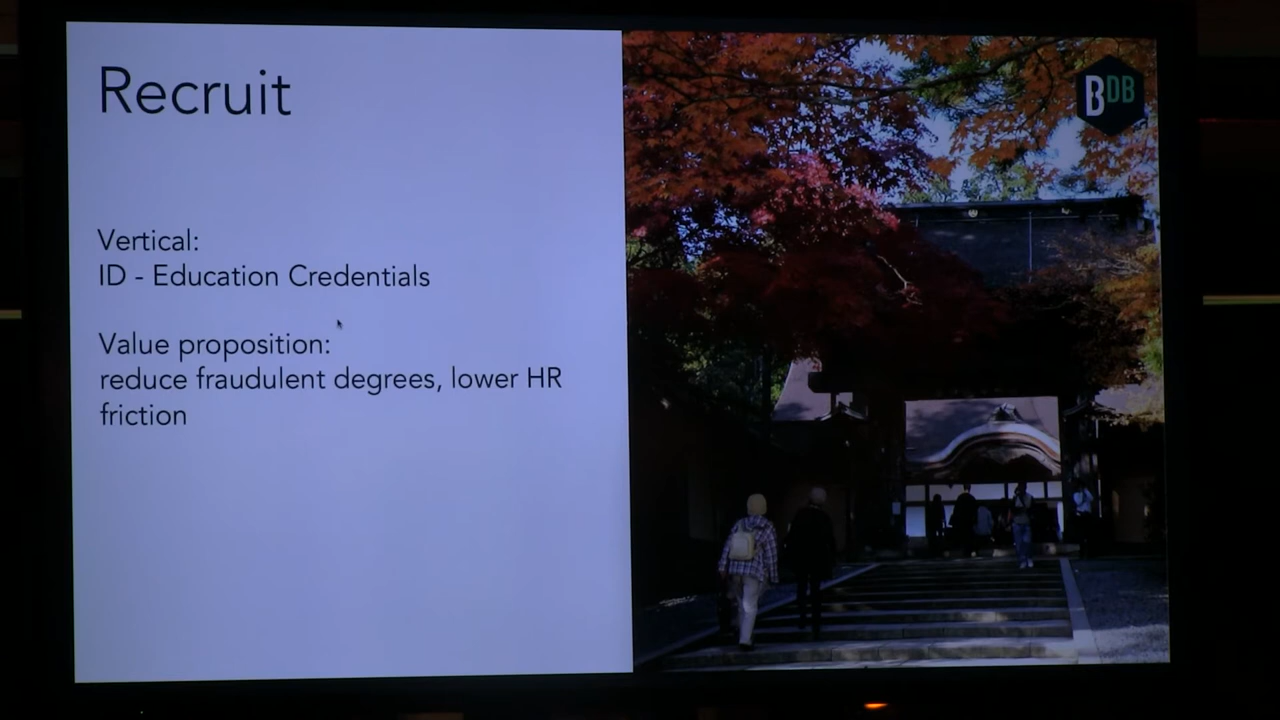 Recruit
Vertical:
ID - Education Credentials
Value proposition:
reduce fraudulent degrees, lower HR
friction
BDB